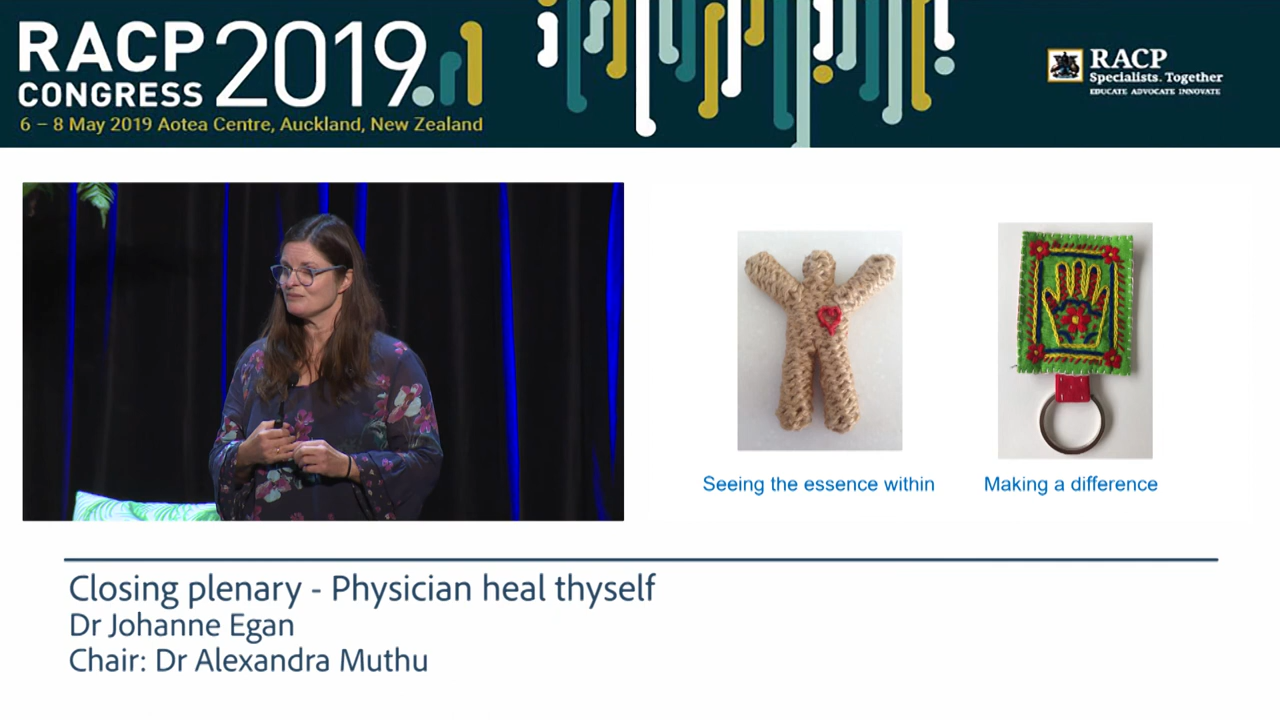 RACP
CONGRESS
2019
6 – 8 May 2019 Aotea Centre, Auckland, New Zealand
RACP
Specialists. Together
EDUCATE ADVOCATE INNOVATE
Seeing the essence within
Making a difference
Closing plenary - Physician heal thyself
Dr Johanne Egan
Chair: Dr Alexandra Muthu